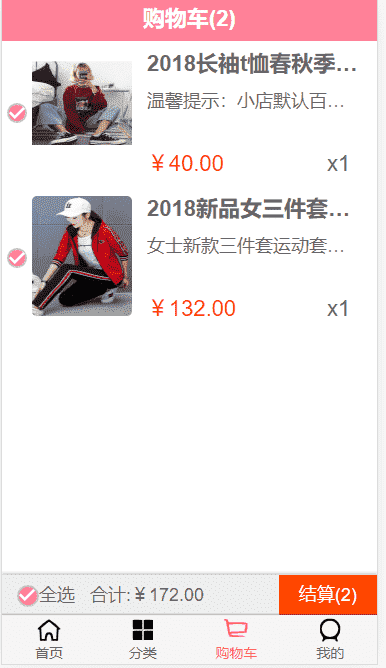 购物车(2)
2018长袖t恤春秋季…
温馨提示：小店默认百…
￥40.00 x1
2018新品女三件套…
女士新款三件套运动套…
￥132.00 x1
全选 合计:￥172.00 结算(2)
首页 分类 购物车 我的